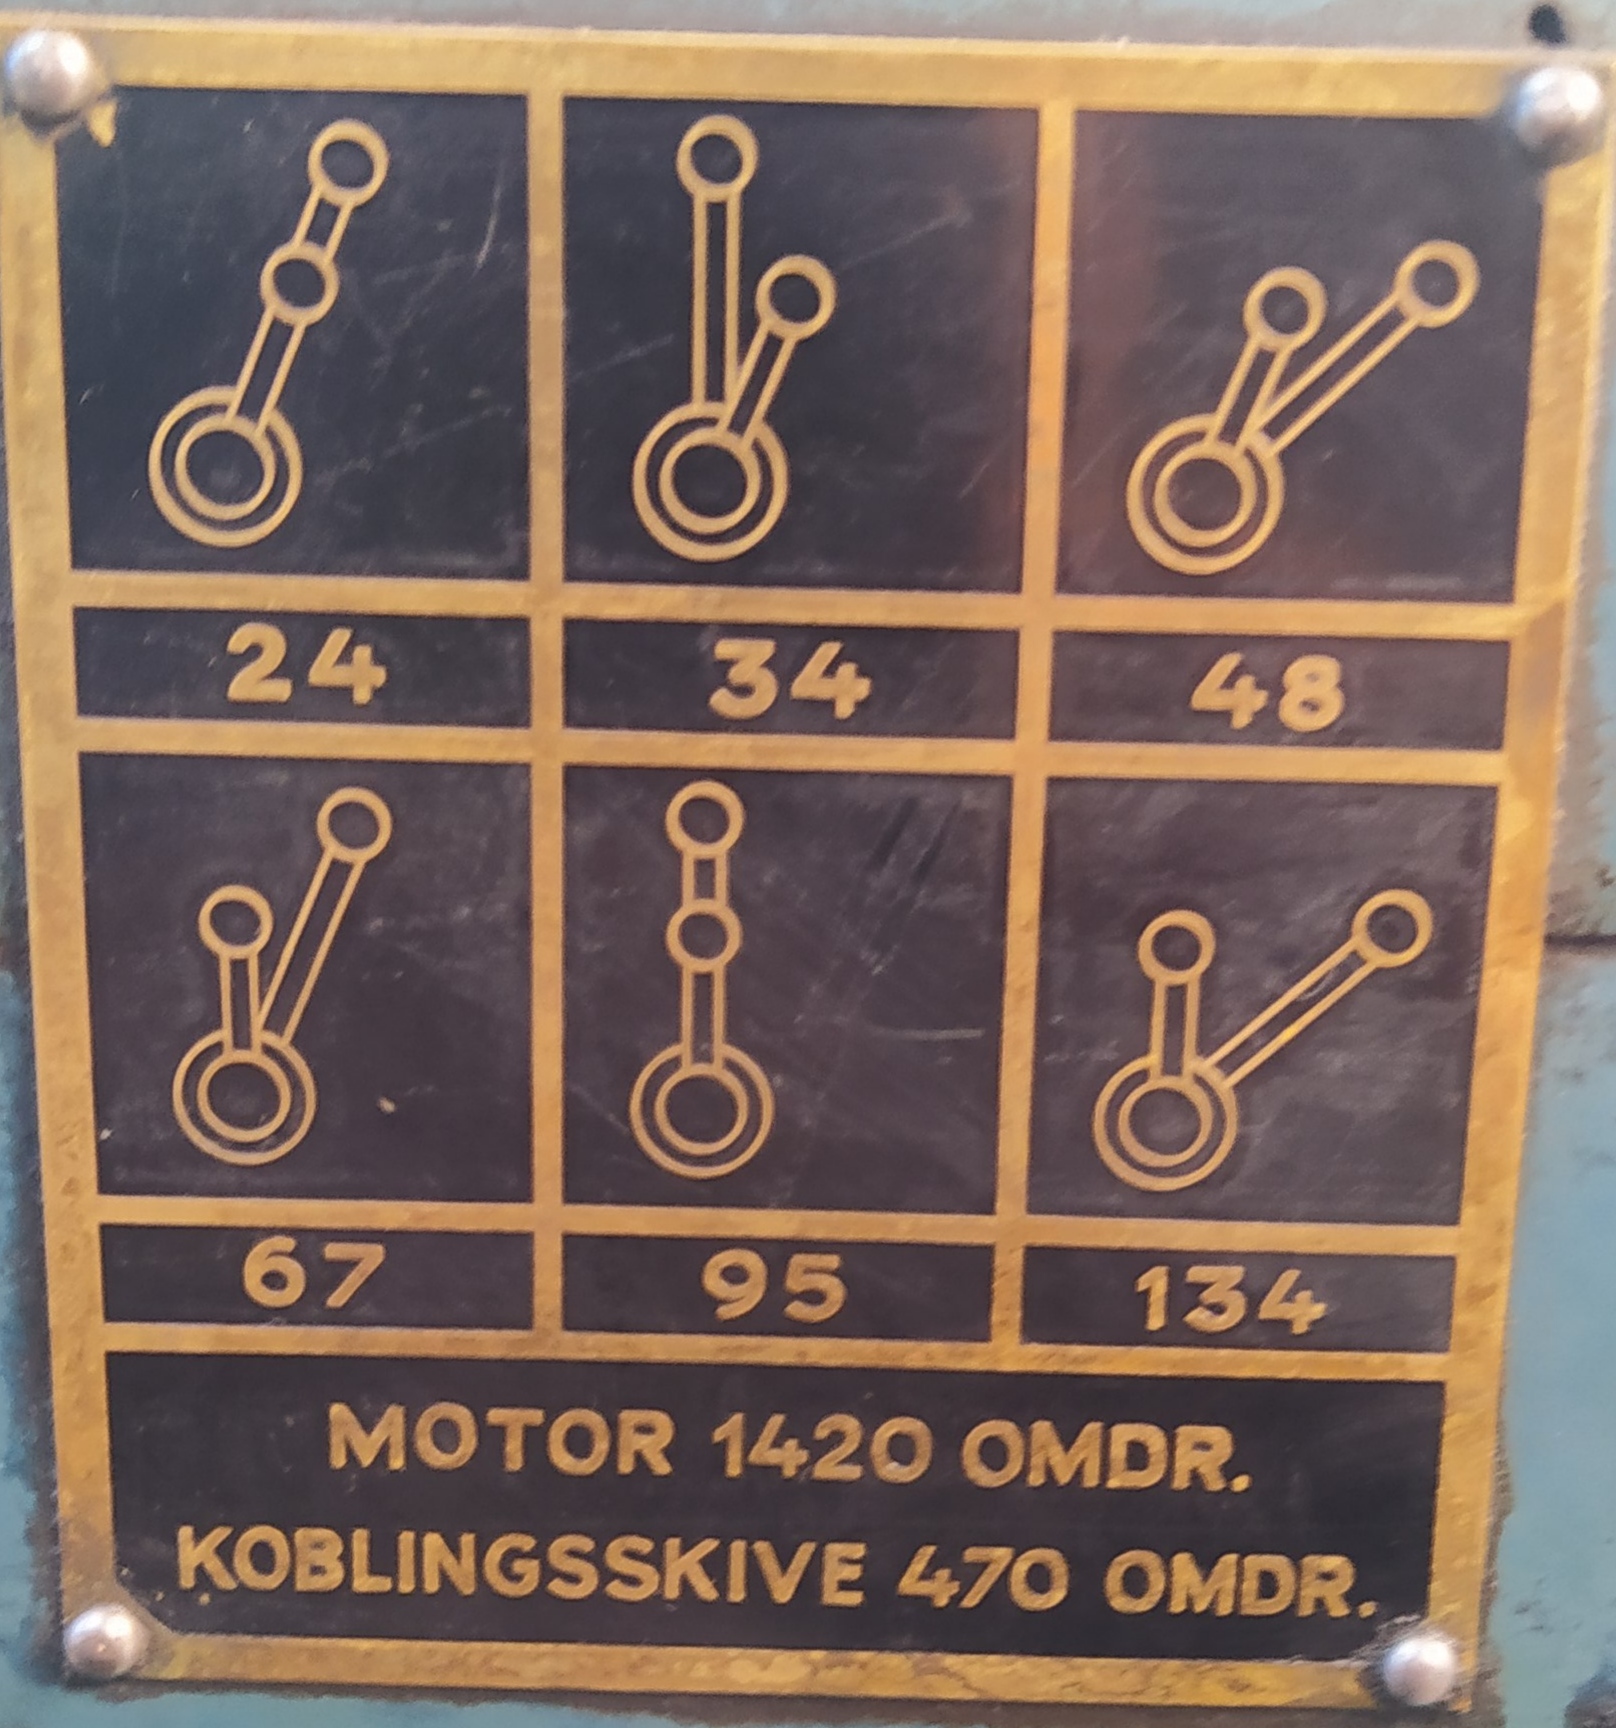 24 34 48
67 95 134
MOTOR 1420 OMDR.
KOBLINGSSKIVE 470 OMDR.